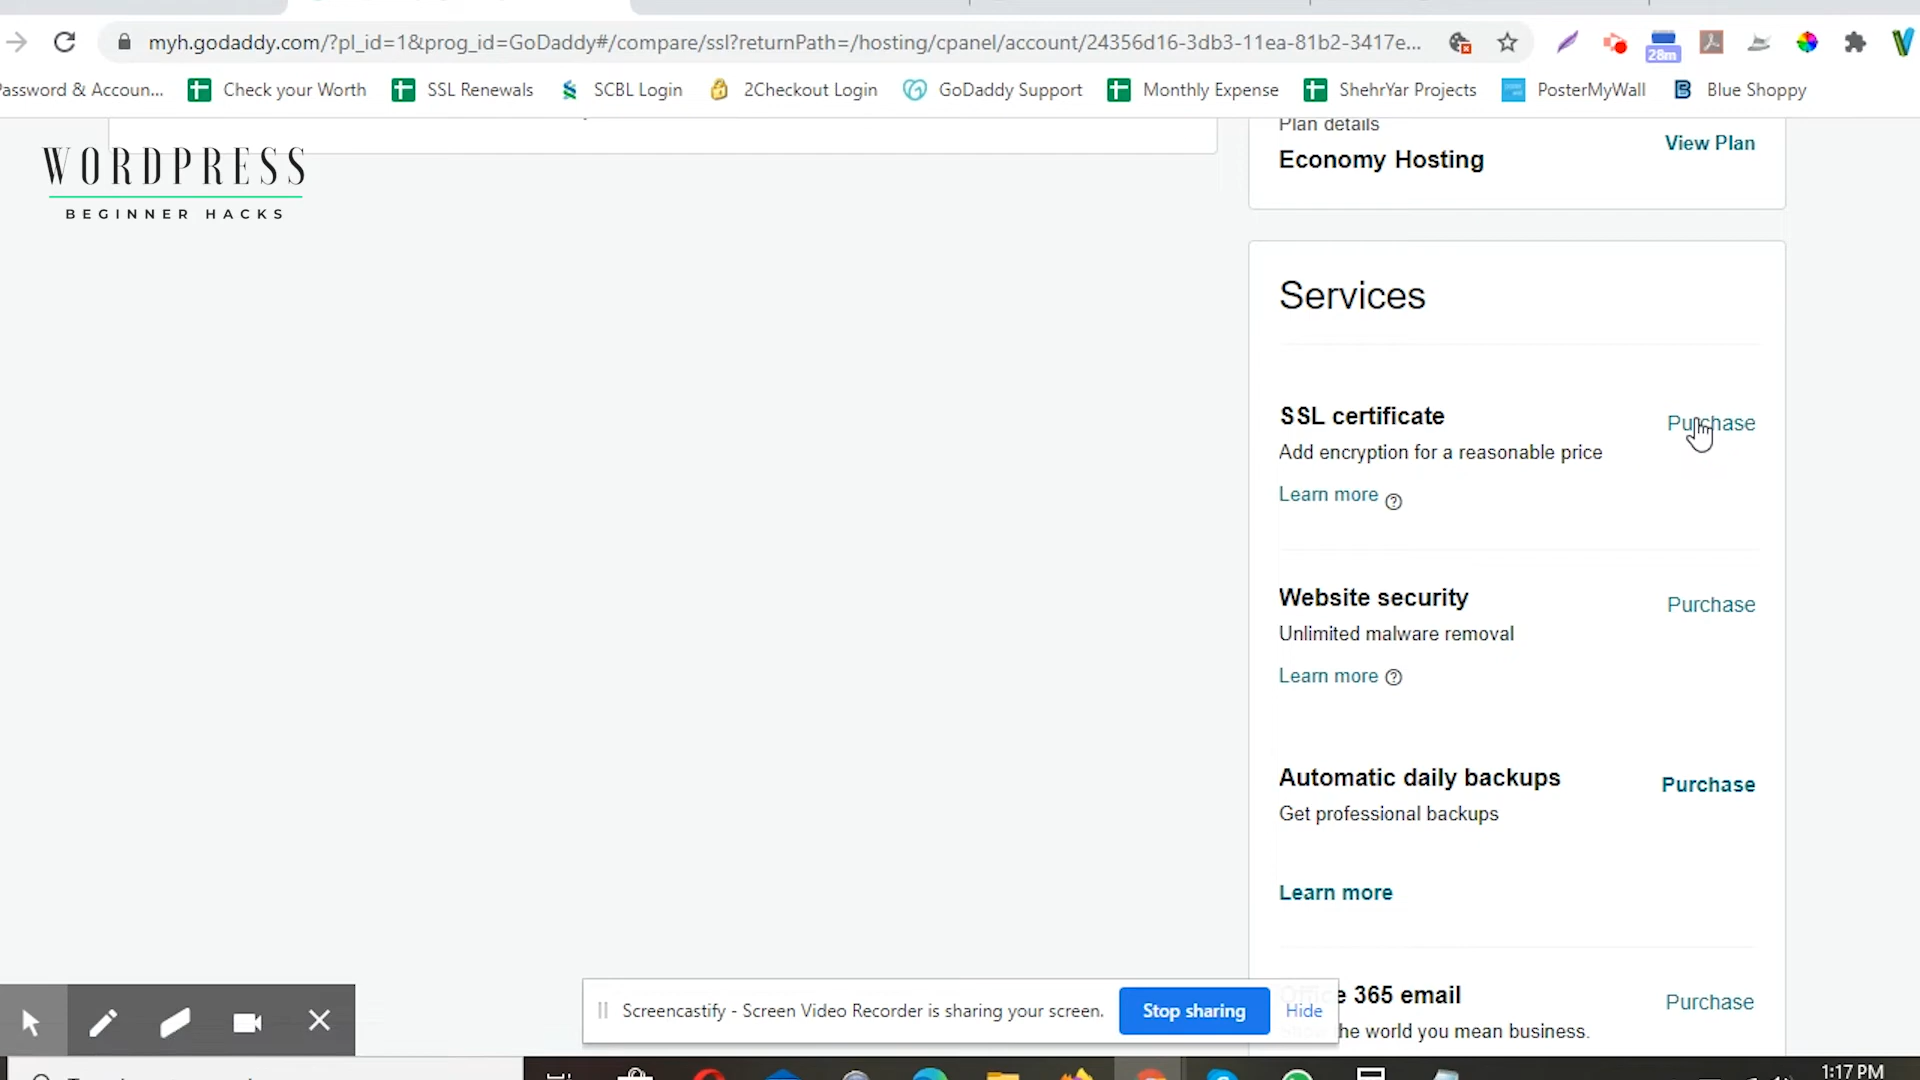 myh.godaddy.com/?pl_id=1&prog_id=GoDaddy#/compare/ssl?returnPath=/hosting/cpanel/account/24356d16-3db3-11ea-81b2-3417e...
28m
assword & Accoun...
Check your Worth
SSL Renewals
SCBL Login
2Checkout Login
GoDaddy Support
Monthly Expense
ShehrYar Projects
PosterMyWall
Blue Shoppy
WORDPRESS
BEGINNER HACKS
Plan details
Economy Hosting
View Plan
Services
SSL certificate
Purchase
Add encryption for a reasonable price
Learn more
Website security
Purchase
Unlimited malware removal
Learn more
Automatic daily backups
Purchase
Get professional backups
Learn more
365 email
Purchase
the world you mean business.
Screencastify - Screen Video Recorder is sharing your screen.
Stop sharing
Hide
1:17 PM